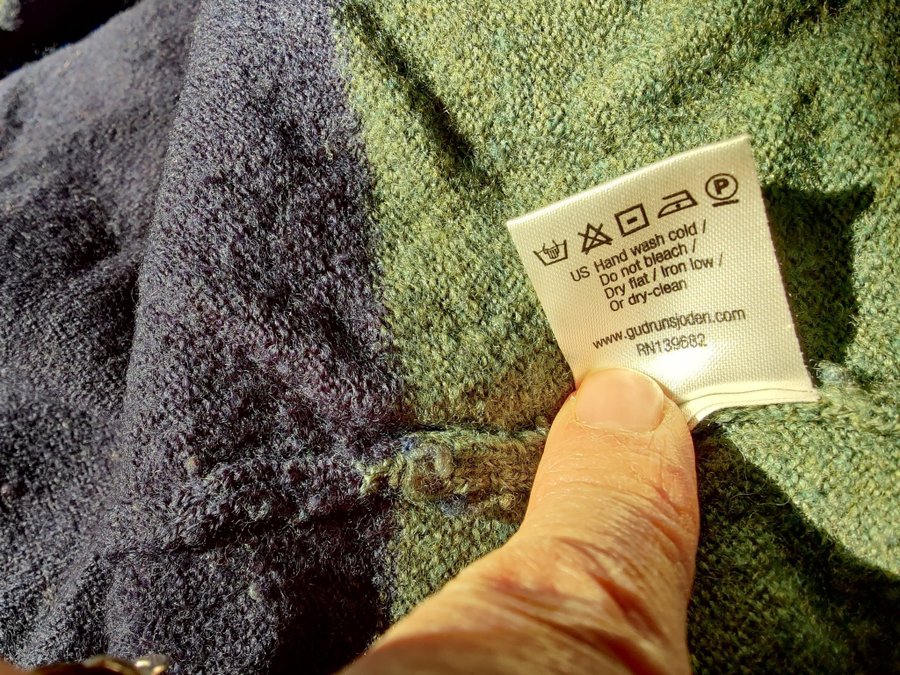 P
US Hand wash cold /
Do not bleach /
Dry flat / Iron low /
Or dry-clean
www.gudrunsjoden.com
RN139682